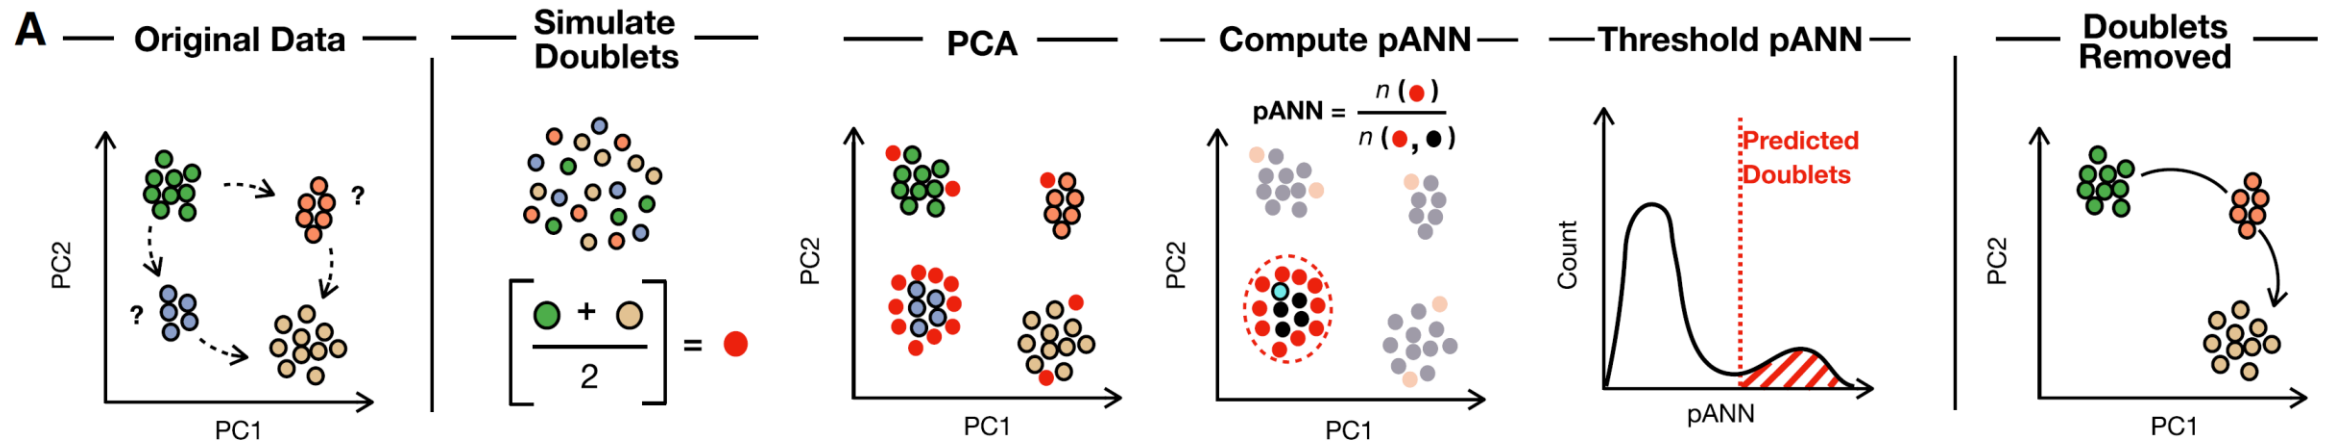 A
Original Data
Simulate
Doublets
PCA
Compute pANN
Threshold pANN
Doublets
Removed
PC2
?
?
PC1
+
2
=
PC2
PC1
pANN = n ( )
n ( , )
PC2
PC1
Predicted
Doublets
Count
pANN
PC2
PC1